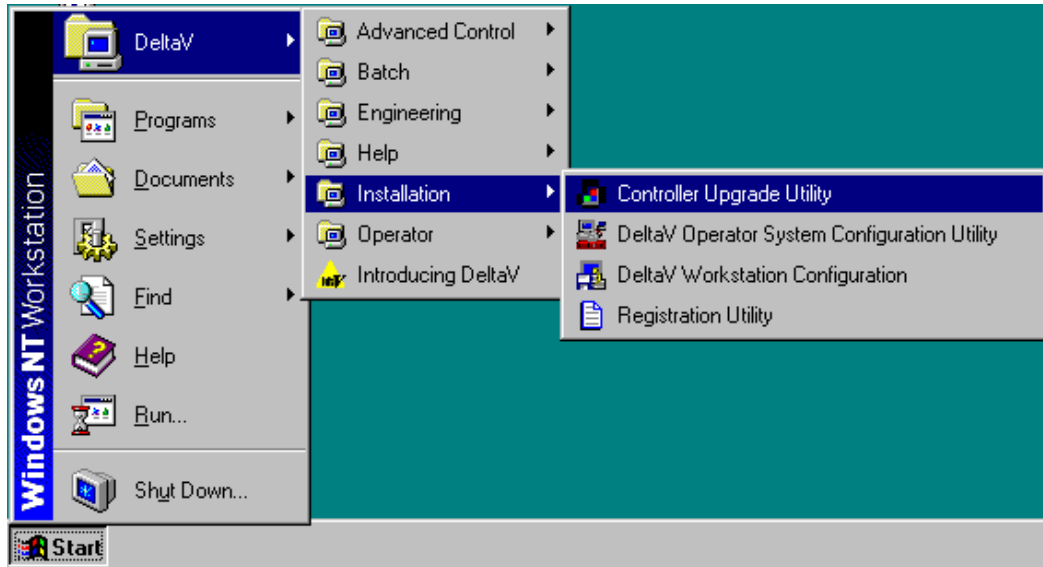 DeltaV
Programs
Documents
Settings
Find
Help
Run...
Shut Down...
Windows NT Workstation
Start
Advanced Control
Batch
Engineering
Help
Installation
Operator
Introducing DeltaV
Controller Upgrade Utility
DeltaV Operator System Configuration Utility
DeltaV Workstation Configuration
Registration Utility